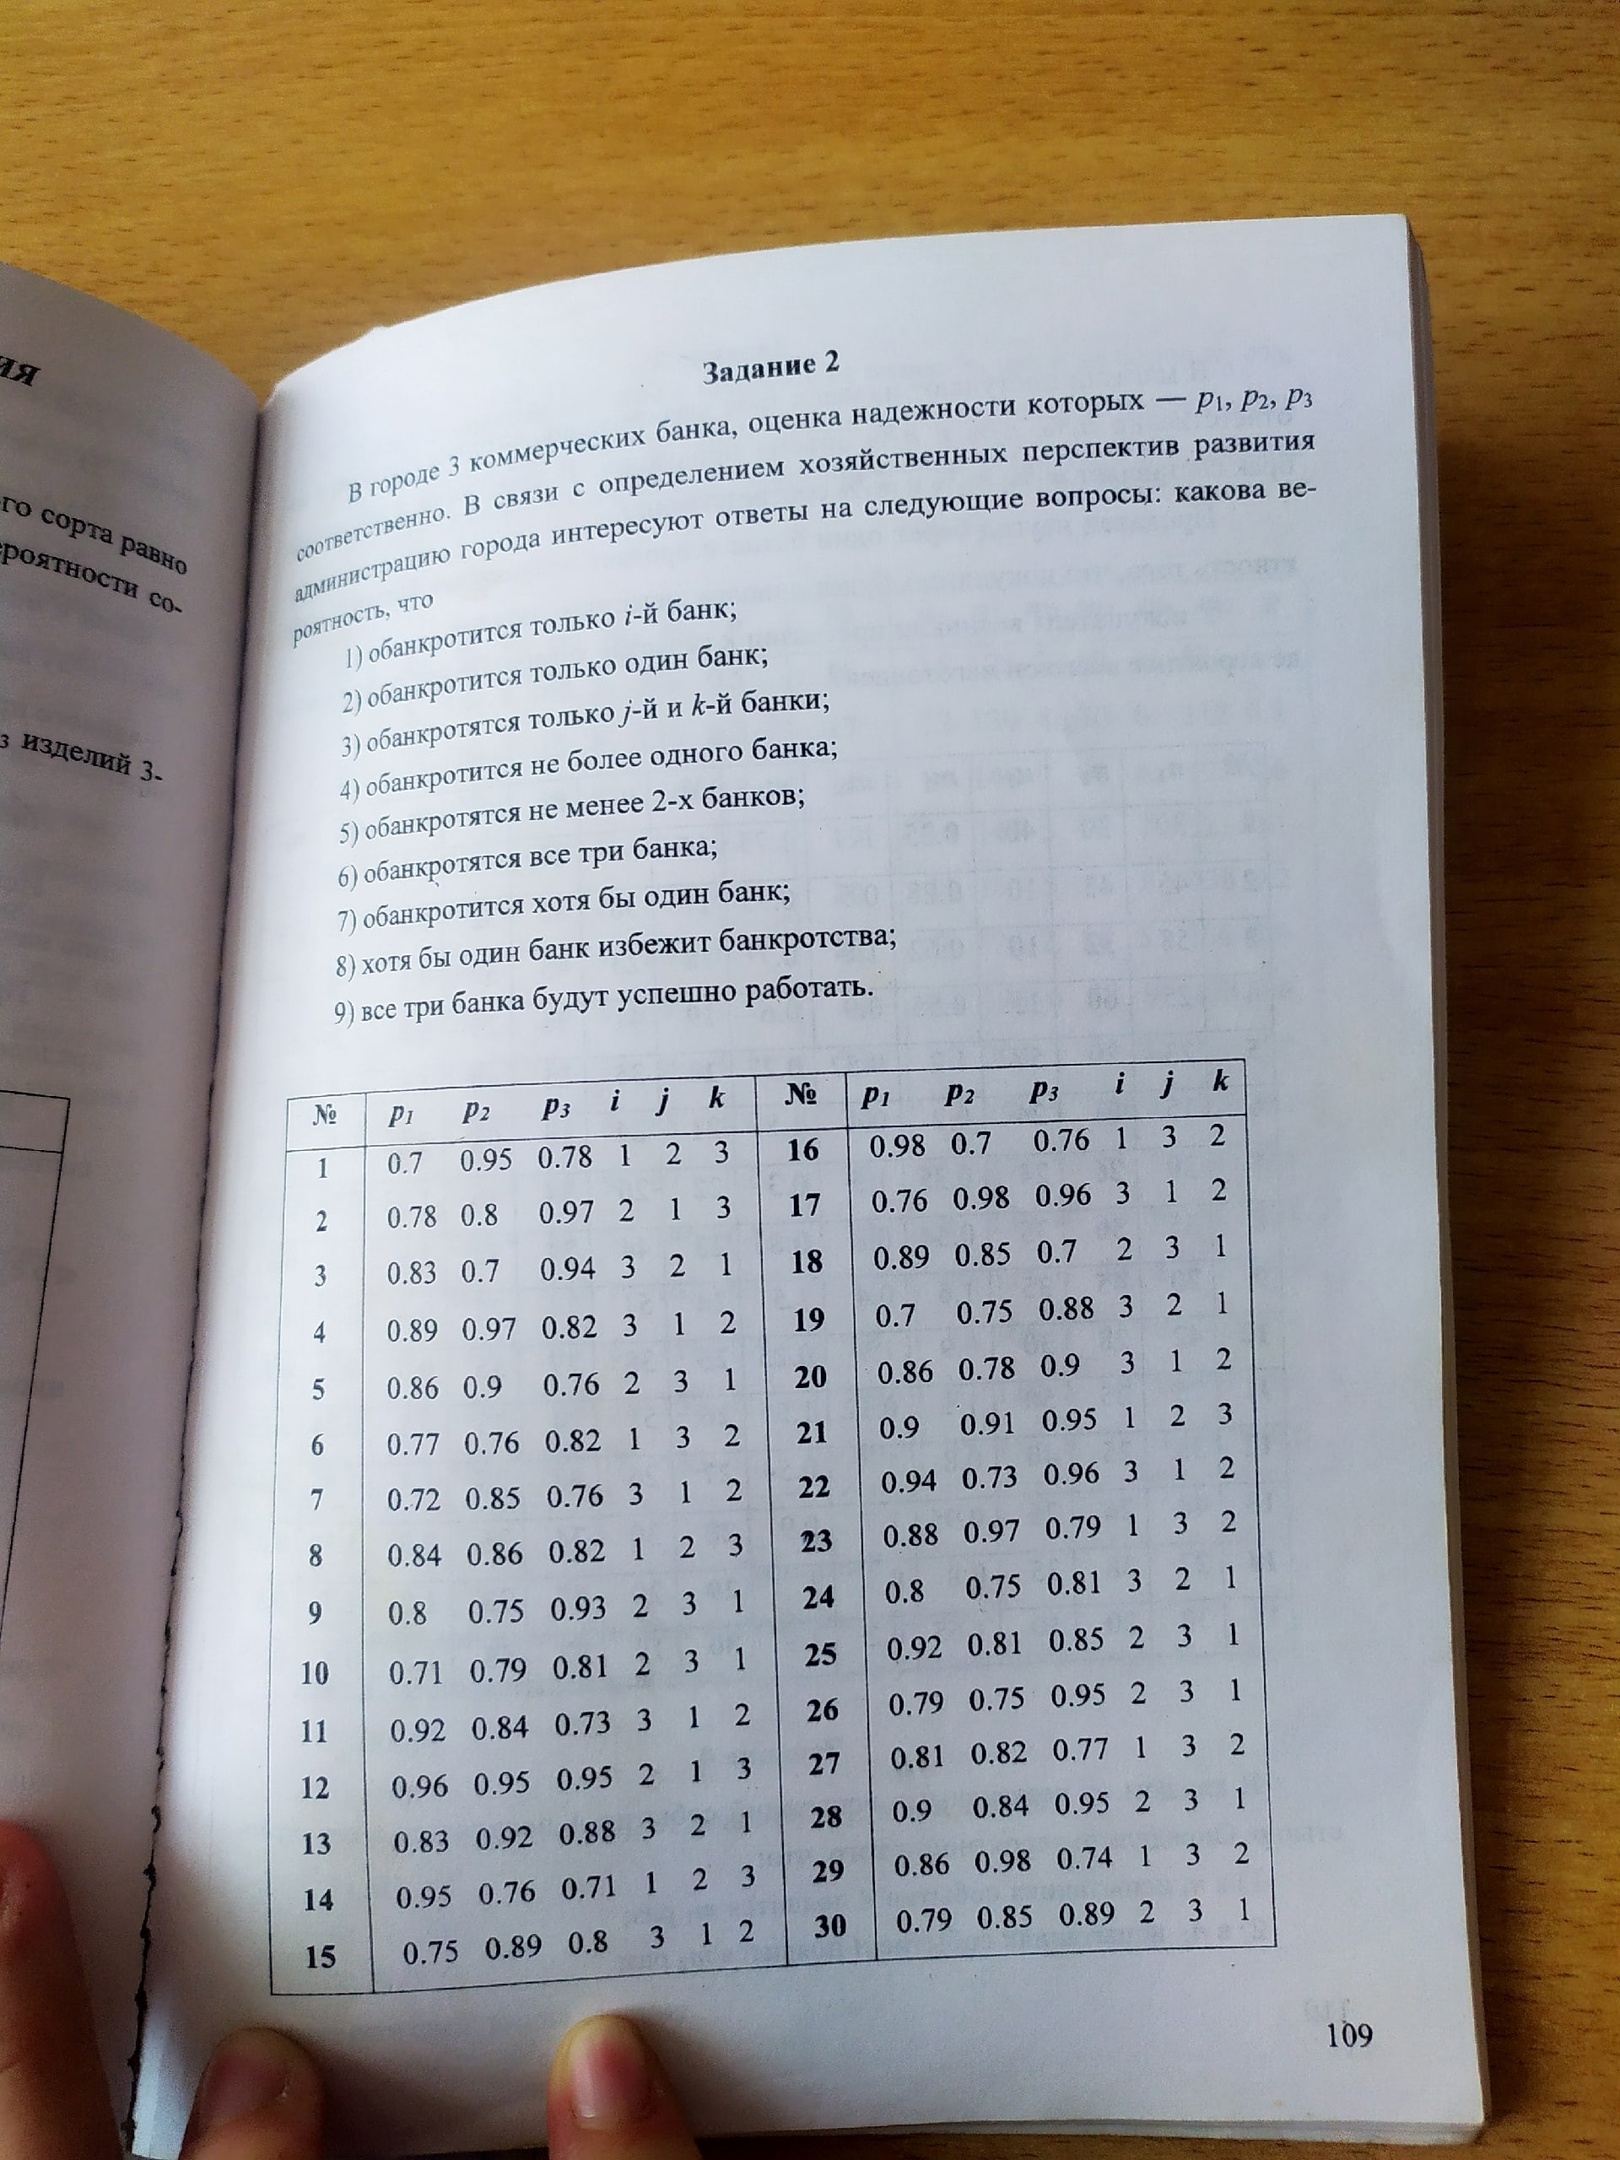 ия
го сорта равно
роятности со-
изделий 3-
Задание 2
В городе 3 коммерческих банка, оценка надежности которых — p1, p2, p3
соответственно. В связи с определением хозяйственных перспектив развития
администрацию города интересуют ответы на следующие вопросы: какова ве-
роятность, что
1) обанкротится только i-й банк;
2) обанкротится только один банк;
3) обанкротятся только j-й и k-й банки;
4) обанкротится не более одного банка;
5) обанкротятся не менее 2-х банков;
6) обанкротятся все три банка;
7) обанкротится хотя бы один банк;
8) хотя бы один банк избежит банкротства;
9) все три банка будут успешно работать.
№ p1 p2 p3 i j k № p1 p2 p3 i j k
1 0.7 0.95 0.78 1 2 3 16 0.98 0.7 0.76 1 3 2
2 0.78 0.8 0.97 2 1 3 17 0.76 0.98 0.96 3 1 2
3 0.83 0.7 0.94 3 2 1 18 0.89 0.85 0.7 2 3 1
4 0.89 0.97 0.82 3 1 2 19 0.7 0.75 0.88 3 2 1
5 0.86 0.9 0.76 2 3 1 20 0.86 0.78 0.9 3 1 2
6 0.77 0.76 0.82 1 3 2 21 0.9 0.91 0.95 1 2 3
7 0.72 0.85 0.76 3 1 2 22 0.94 0.73 0.96 3 1 2
8 0.84 0.86 0.82 1 2 3 23 0.88 0.97 0.79 1 3 2
9 0.8 0.75 0.93 2 3 1 24 0.8 0.75 0.81 3 2 1
10 0.71 0.79 0.81 2 3 1 25 0.92 0.81 0.85 2 3 1
11 0.92 0.84 0.73 3 1 2 26 0.79 0.75 0.95 2 3 1
12 0.96 0.95 0.95 2 1 3 27 0.81 0.82 0.77 1 3 2
13 0.83 0.92 0.88 3 2 1 28 0.9 0.84 0.95 2 3 1
14 0.95 0.76 0.71 1 2 3 29 0.86 0.98 0.74 1 3 2
15 0.75 0.89 0.8 3 1 2 30 0.79 0.85 0.89 2 3 1
109